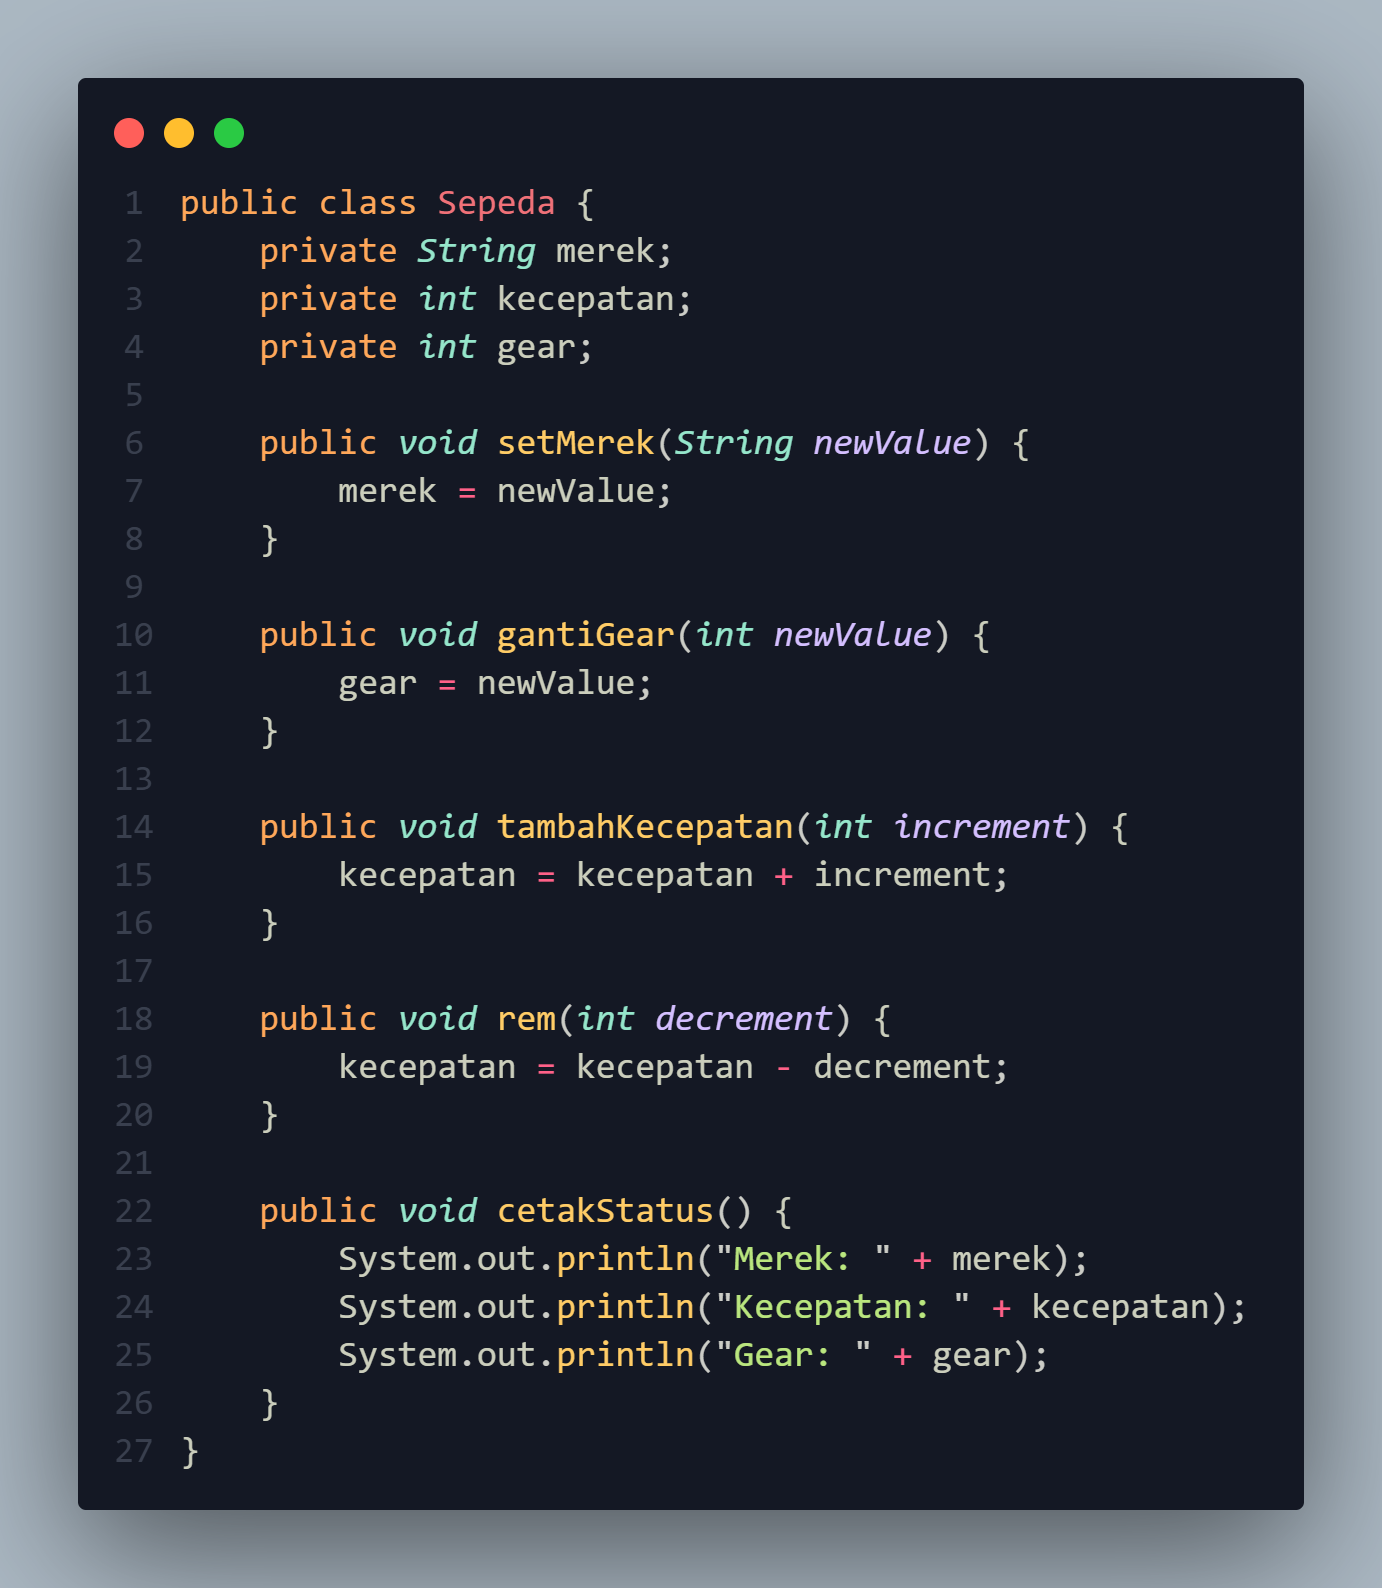 1 public class Sepeda {
2     private String merek;
3     private int kecepatan;
4     private int gear;
5
6     public void setMerek(String newValue) {
7         merek = newValue;
8     }
9
10     public void gantiGear(int newValue) {
11         gear = newValue;
12     }
13
14     public void tambahKecepatan(int increment) {
15         kecepatan = kecepatan + increment;
16     }
17
18     public void rem(int decrement) {
19         kecepatan = kecepatan - decrement;
20     }
21
22     public void cetakStatus() {
23         System.out.println("Merek: " + merek);
24         System.out.println("Kecepatan: " + kecepatan);
25         System.out.println("Gear: " + gear);
26     }
27 }